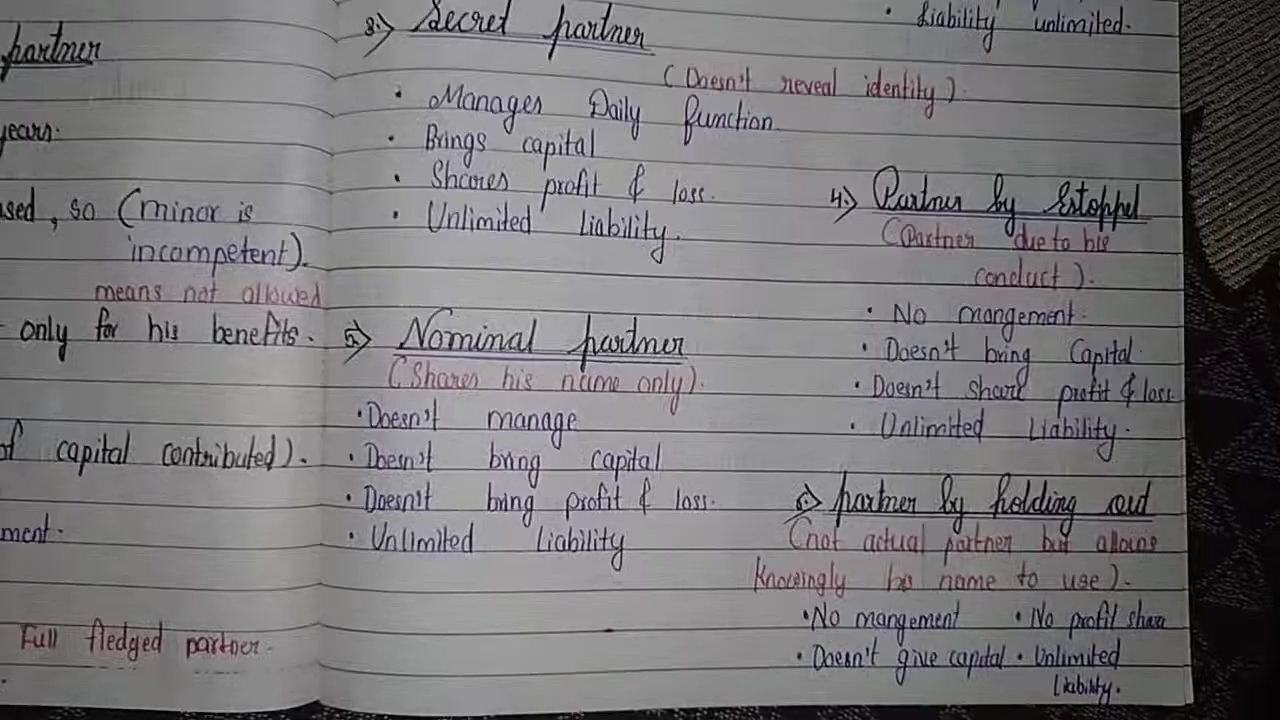 partner
years.
used, so (minor is
incompetent).
means not allowed
only for his benefits.
of capital contributed).
ment.
Full fledged partner.
3.) Secret partner
(Doesn't reveal identity).
• Manages Daily function
• Brings capital
• Shares profit & loss.
• Unlimited liability.
5.) Nominal partner
(Shares his name only).
• Doesn't manage
• Doesn't bring capital
• Doesn't bring profit & loss.
• Unlimited Liability
• Liability unlimited.
4.) Partner by Estoppel
(Partner due to his
conduct).
• No mangement.
• Doesn't bring Capital
• Doesn't share profit & loss
• Unlimited Liability.
6.) partner by holding out
(not actual partner but allows
knowingly his name to use).
• No mangement • No profit share
• Doesn't give capital • Unlimited
Liability.